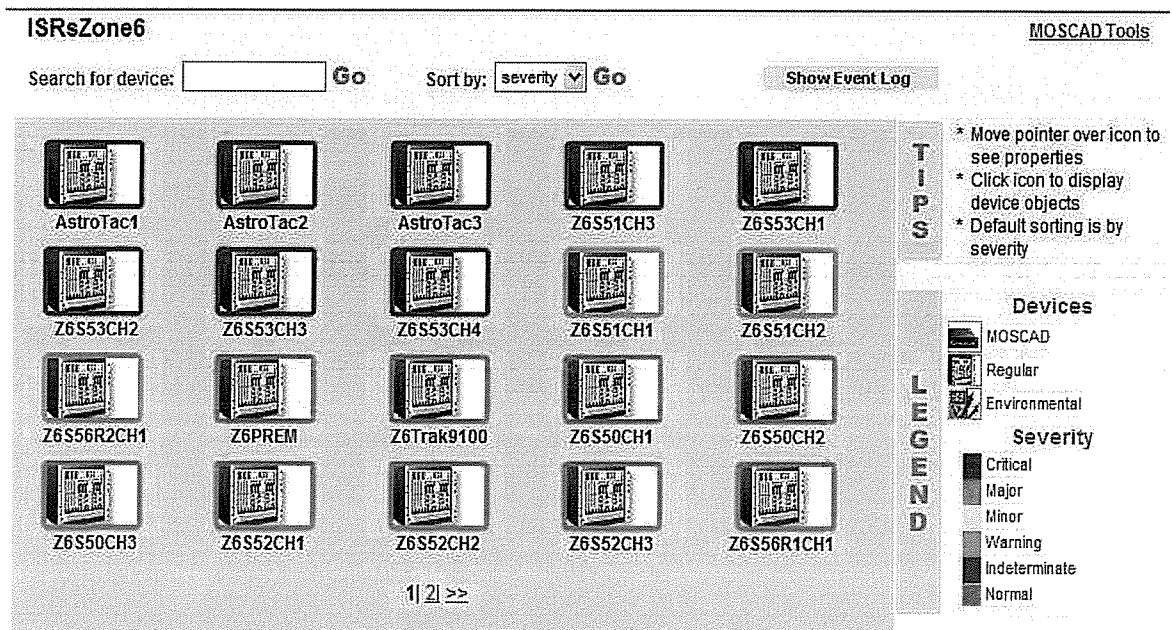 ISRsZone6
MOSCAD Tools
Search for device: Go Sort by: severity Go Show Event Log
AstroTac1 AstroTac2 AstroTac3 Z6S51CH3 Z6S53CH1
Z6S53CH2 Z6S53CH3 Z6S53CH4 Z6S51CH1 Z6S51CH2
Z6S56R2CH1 Z6PREM Z6Trak9100 Z6S50CH1 Z6S50CH2
Z6S50CH3 Z6S52CH1 Z6S52CH2 Z6S52CH3 Z6S56R1CH1
1| 2| >>
TIPS
* Move pointer over icon to
see properties
* Click icon to display
device objects
* Default sorting is by
severity
LEGEND
Devices
MOSCAD
Regular
Environmental
Severity
Critical
Major
Minor
Warning
Indeterminate
Normal